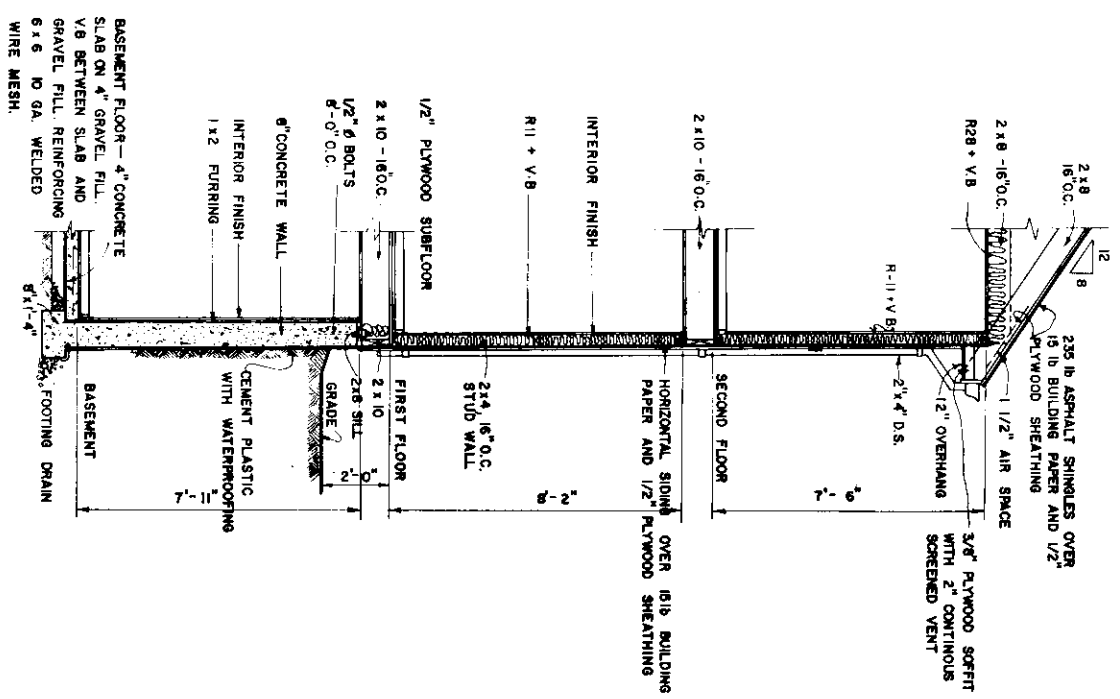 2 x 8
16" O.C.
12
8
2 x 8 -16" O.C.
R28 + V.B
235 lb ASPHALT SHINGLES OVER
15 lb BUILDING PAPER AND 1/2"
PLYWOOD SHEATHING
1 1/2" AIR SPACE
3/8" PLYWOOD SOFFIT
WITH 2" CONTINOUS
SCREENED VENT
12" OVERHANG
R-11 + V B
2" x 4" D.S.
7'- 6"
SECOND FLOOR
2 x 10 - 16" O.C.
HORIZONTAL SIDING OVER 15 lb BUILDING
PAPER AND 1/2" PLYWOOD SHEATHING
INTERIOR FINISH
R11 + V.B
2 x 4, 16" O.C.
STUD WALL
8'- 2"
1/2" PLYWOOD SUBFLOOR
FIRST FLOOR
2 x 10 - 16 O.C.
2 x 10
1/2" Ø BOLTS
8'-0" O.C.
2x8 SILL
GRADE
2'-0"
8" CONCRETE WALL
INTERIOR FINISH
1 x 2 FURRING
CEMENT PLASTIC
WITH WATERPROOFING
7'- 11"
BASEMENT
BASEMENT FLOOR — 4" CONCRETE
SLAB ON 4" GRAVEL FILL.
V.B BETWEEN SLAB AND
GRAVEL FILL. REINFORCING
6 x 6 10 GA. WELDED
WIRE MESH.
8" x 1'-4"
FOOTING DRAIN